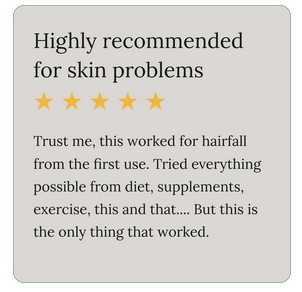 Highly recommended
for skin problems
Trust me, this worked for hairfall
from the first use. Tried everything
possible from diet, supplements,
exercise, this and that.... But this is
the only thing that worked.